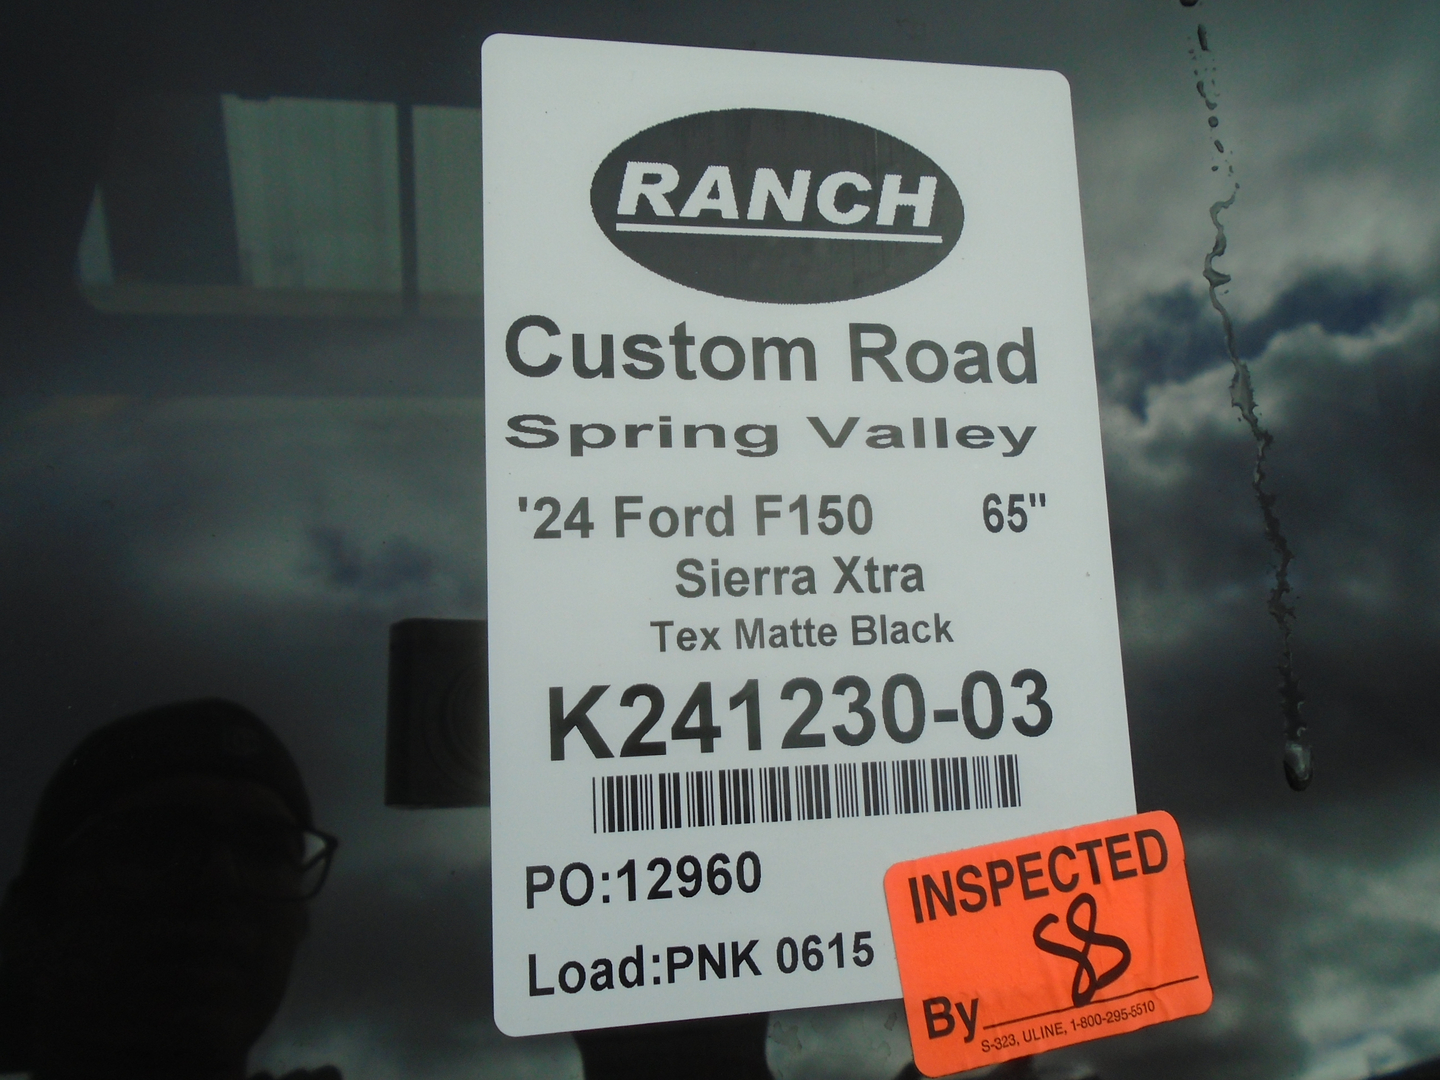 RANCH
Custom Road
Spring Valley
'24 Ford F150 65"
Sierra Xtra
Tex Matte Black
K241230-03
PO:12960
Load:PNK 0615
INSPECTED
88
By
S-323, ULINE, 1-800-295-5510